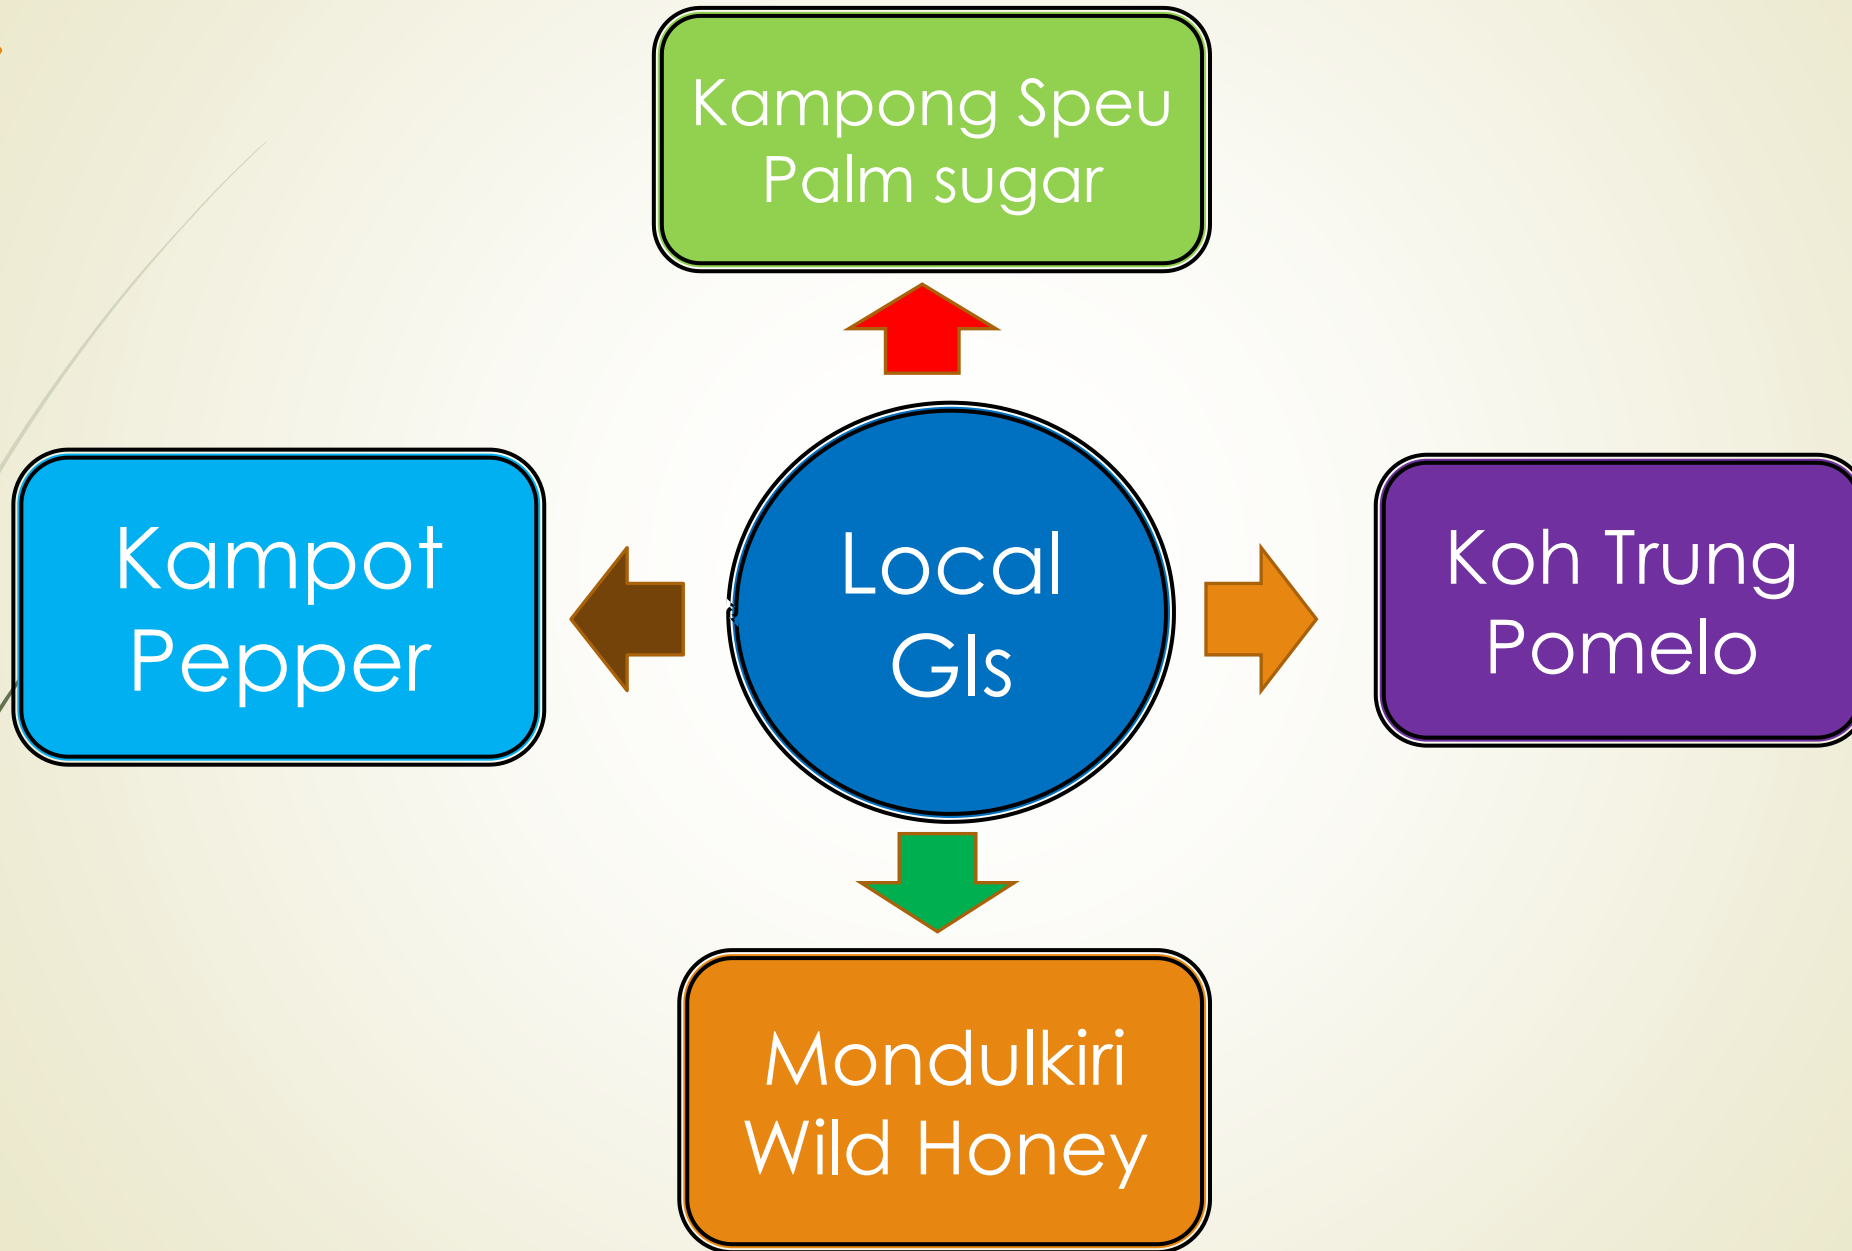 Kampong Speu
Palm sugar
Kampot
Pepper
Local
GIs
Koh Trung
Pomelo
Mondulkiri
Wild Honey